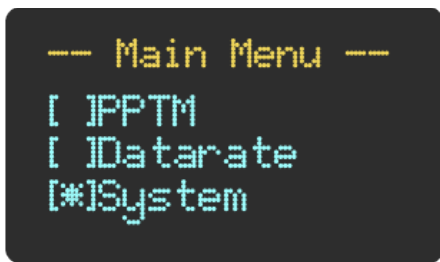 -- Main Menu --
[ ]PPTM
[ ]Datarate
[*]System